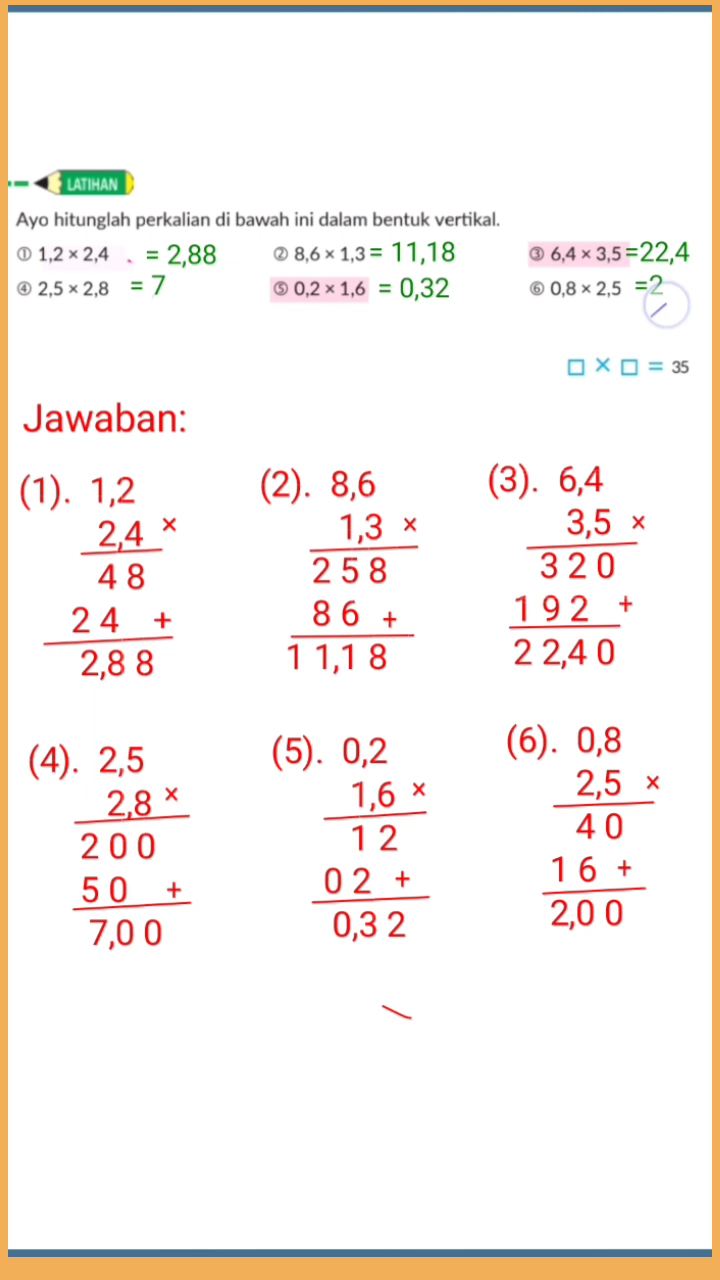 LATIHAN
Ayo hitunglah perkalian di bawah ini dalam bentuk vertikal.
① 1,2 × 2,4 = 2,88 ② 8,6 × 1,3 = 11,18 ③ 6,4 × 3,5 =22,4
④ 2,5 × 2,8 = 7 ⑤ 0,2 × 1,6 = 0,32 ⑥ 0,8 × 2,5 =2
□ × □ = 35
Jawaban:
(1). 1,2
2,4 ×
4 8
2 4 +
2,8 8
(2). 8,6
1,3 ×
2 5 8
8 6 +
1 1,1 8
(3). 6,4
3,5 ×
3 2 0
1 9 2 +
2 2,4 0
(4). 2,5
2,8 ×
2 0 0
5 0 +
7,0 0
(5). 0,2
1,6 ×
1 2
0 2 +
0,3 2
(6). 0,8
2,5 ×
4 0
1 6 +
2,0 0